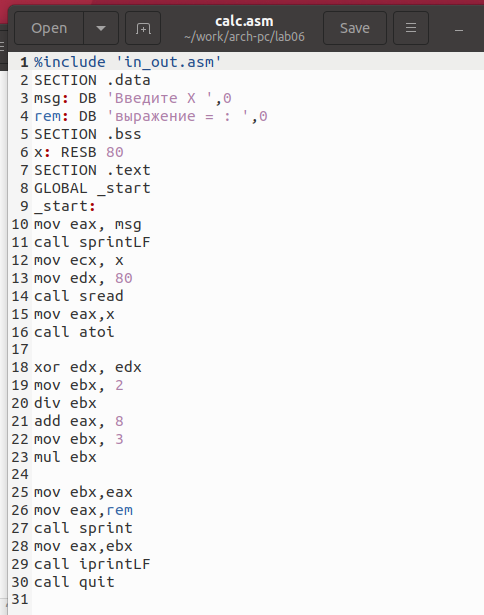 Open
calc.asm
~/work/arch-pc/lab06
Save
1 %include 'in_out.asm'
2 SECTION .data
3 msg: DB 'Введите X ',0
4 rem: DB 'выражение = : ',0
5 SECTION .bss
6 x: RESB 80
7 SECTION .text
8 GLOBAL _start
9 _start:
10 mov eax, msg
11 call sprintLF
12 mov ecx, x
13 mov edx, 80
14 call sread
15 mov eax,x
16 call atoi
17
18 xor edx, edx
19 mov ebx, 2
20 div ebx
21 add eax, 8
22 mov ebx, 3
23 mul ebx
24
25 mov ebx,eax
26 mov eax,rem
27 call sprint
28 mov eax,ebx
29 call iprintLF
30 call quit
31